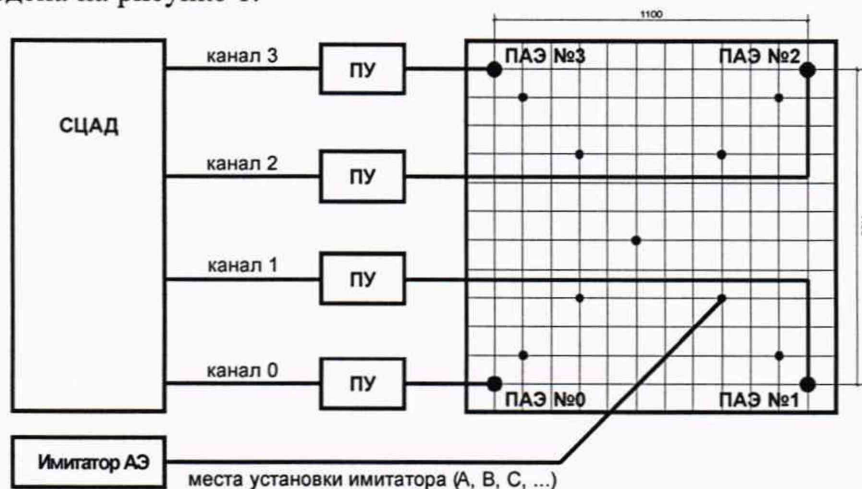 1100
канал 3
ПУ
ПАЭ №3
ПАЭ №2
СЦАД
канал 2
ПУ
канал 1
ПУ
канал 0
ПУ
ПАЭ №0
ПАЭ №1
Имитатор АЭ
места установки имитатора (А, В, С, ...)